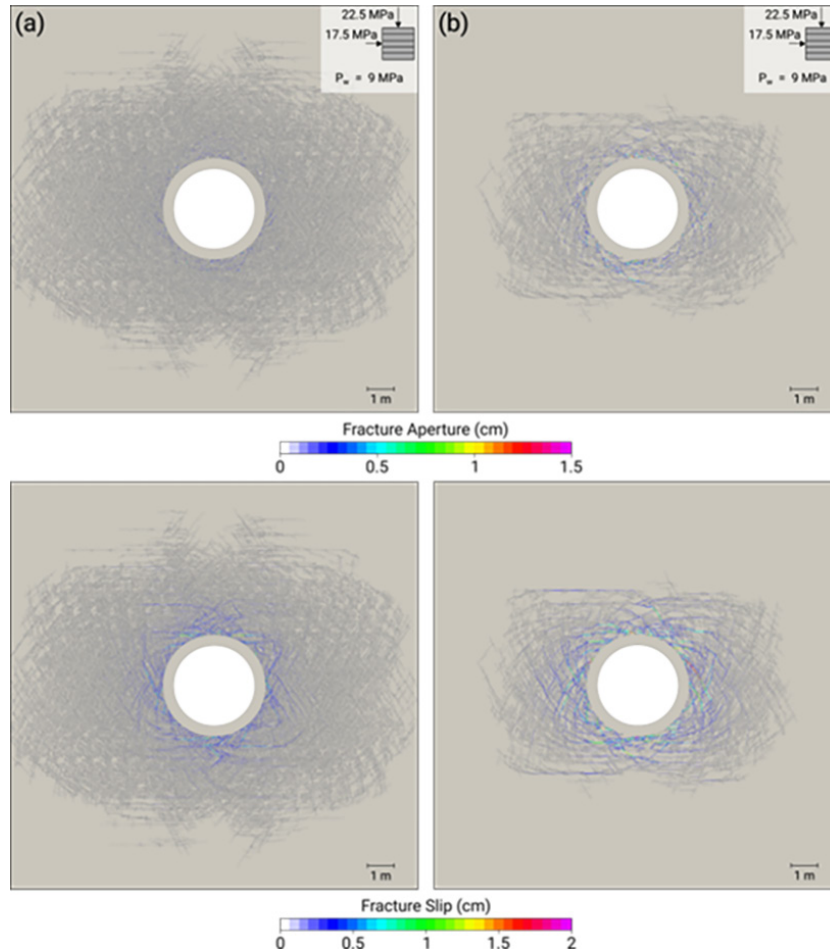 (a)
22.5 MPa
17.5 MPa
P_w = 9 MPa
1 m
(b)
22.5 MPa
17.5 MPa
P_w = 9 MPa
1 m
Fracture Aperture (cm)
0 0.5 1 1.5
1 m
1 m
Fracture Slip (cm)
0 0.5 1 1.5 2